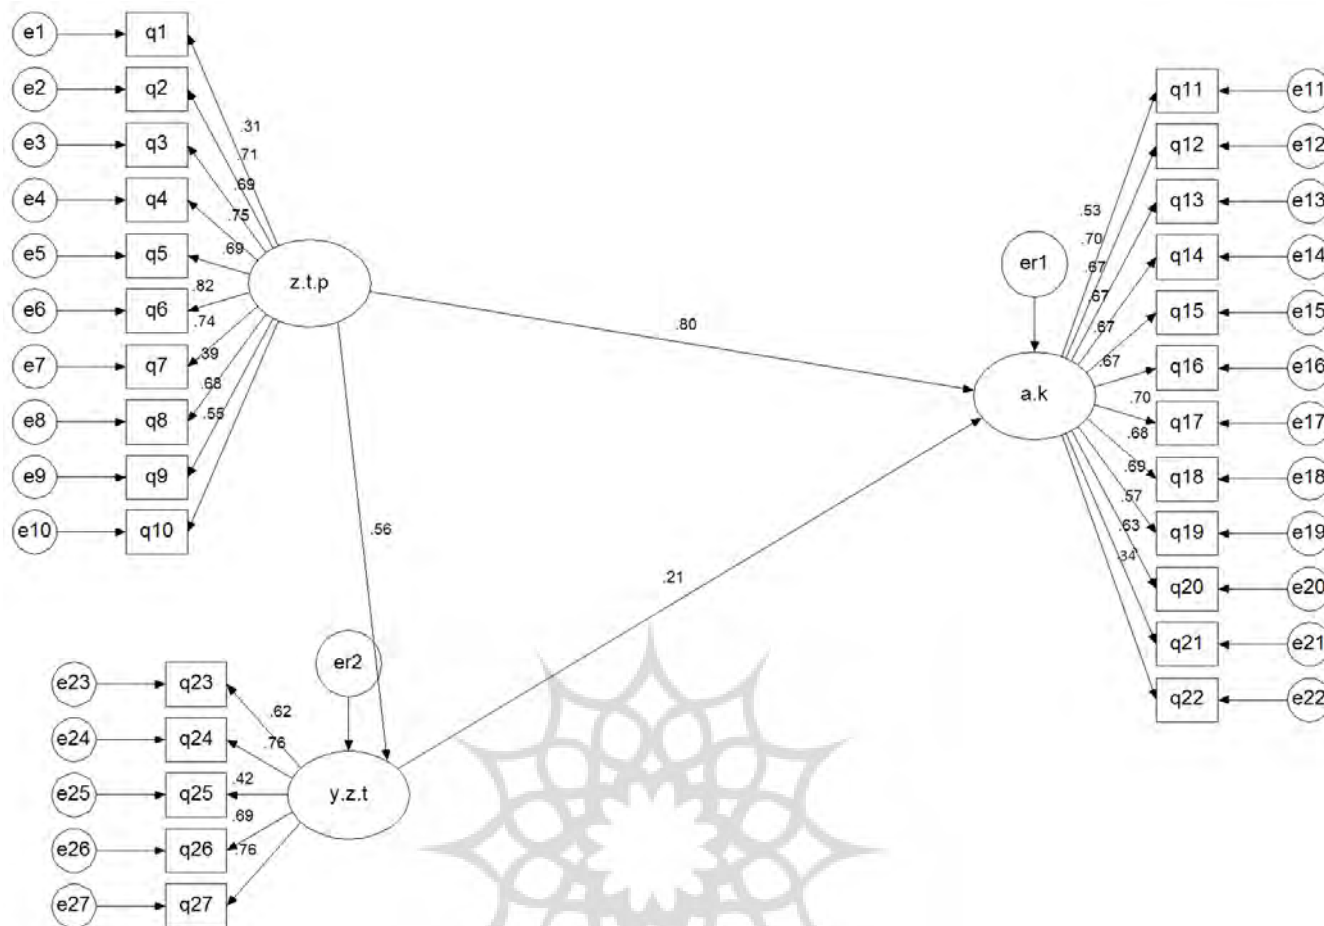 e1 q1
e2 q2
e3 q3
e4 q4
e5 q5
e6 q6
e7 q7
e8 q8
e9 q9
e10 q10
.31
.71
.69
.75
.69
.82
.74
.39
.68
.55
z.t.p
.80
.56
.21
er1
a.k
.53
.70
.67
.67
.67
.67
.70
.68
.69
.57
.63
.34
q11 e11
q12 e12
q13 e13
q14 e14
q15 e15
q16 e16
q17 e17
q18 e18
q19 e19
q20 e20
q21 e21
q22 e22
er2
e23 q23
e24 q24
e25 q25
e26 q26
e27 q27
.62
.76
.42
.69
.76
y.z.t